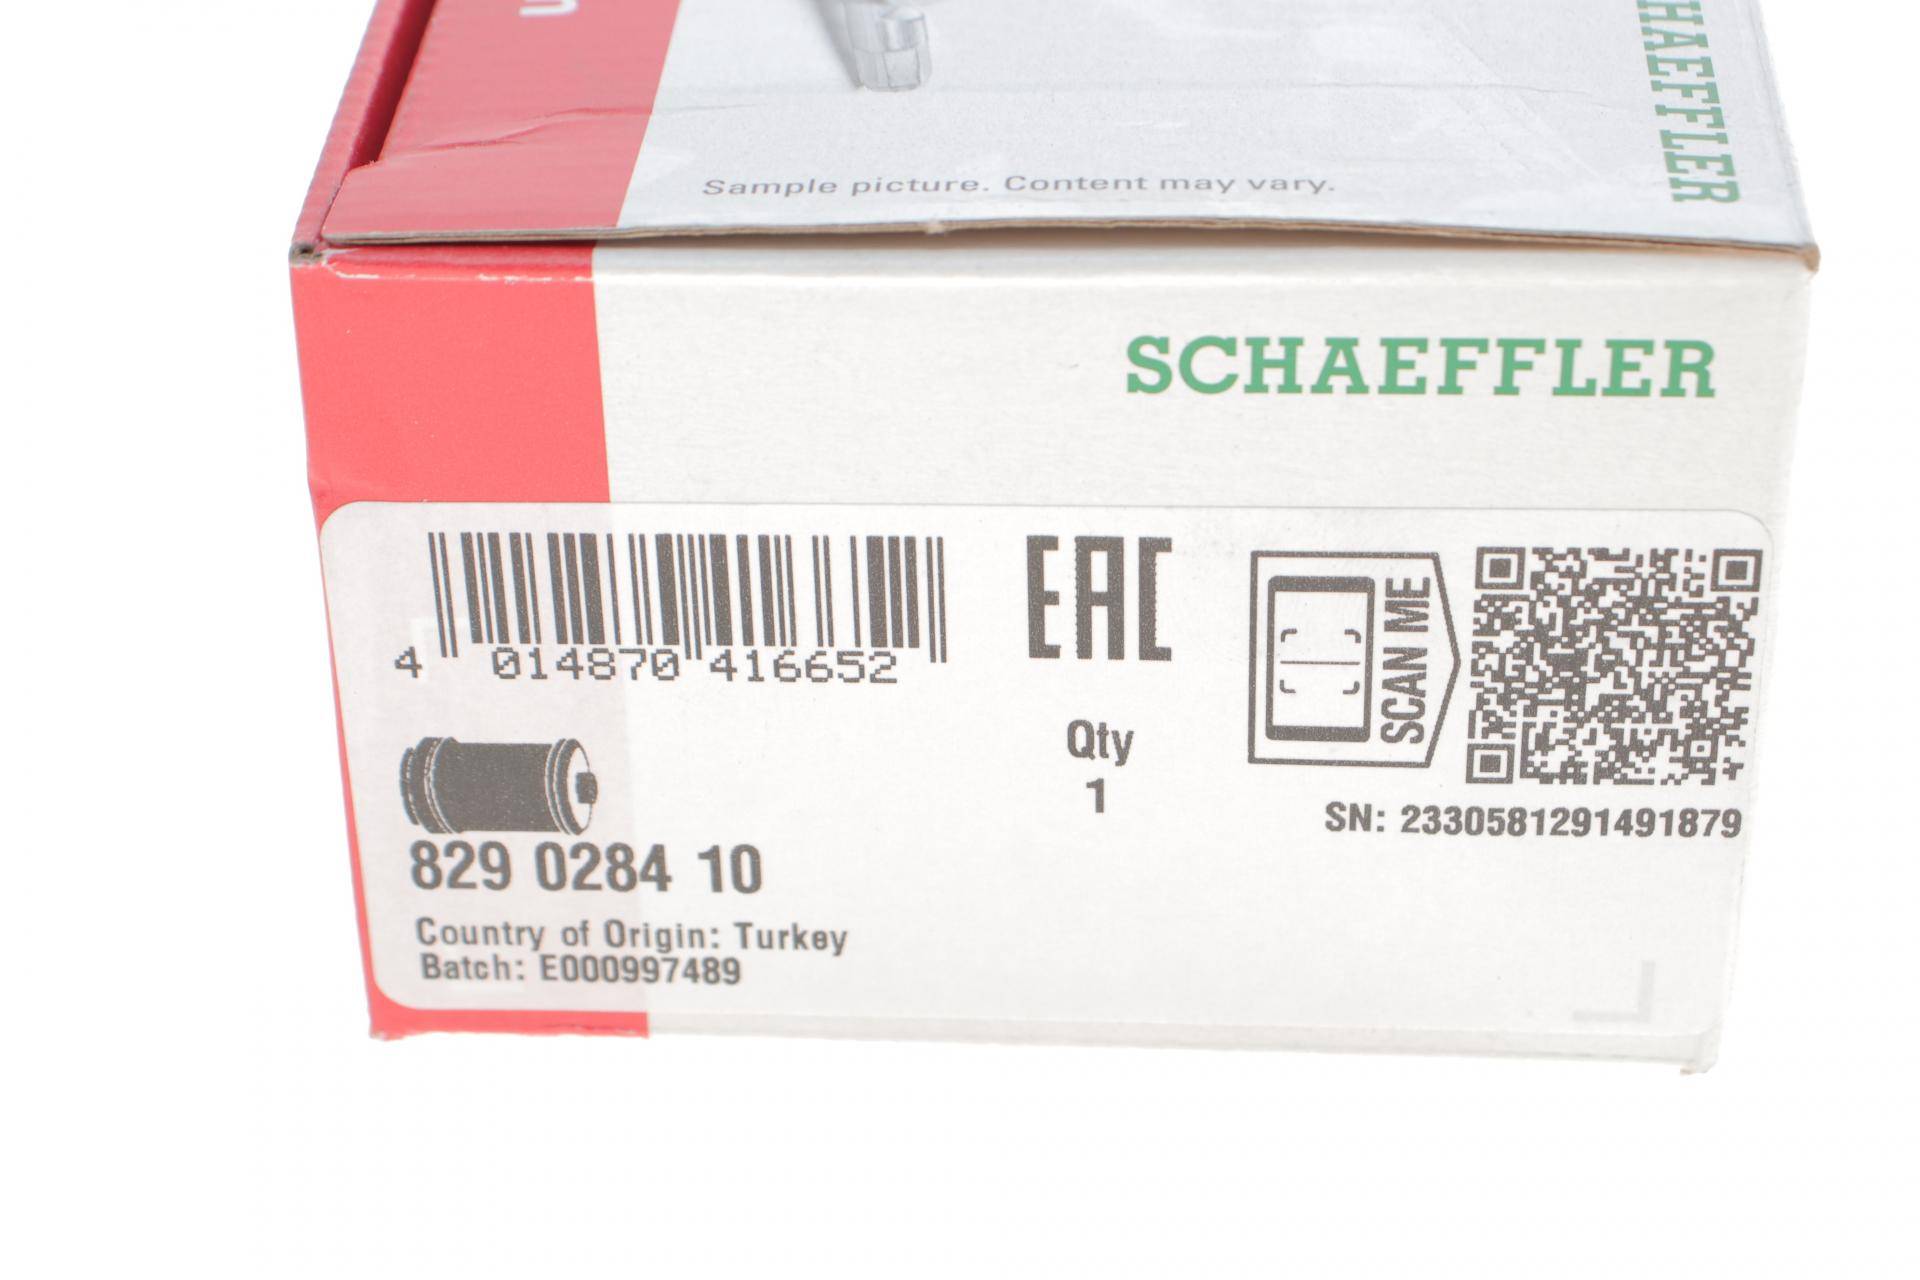 n
SCHAEFFLER
Sample picture. Content may vary.
SCHAEFFLER
4 014870 416652
EAC
SCAN ME
Qty
1
SN: 2330581291491879
829 0284 10
Country of Origin: Turkey
Batch: E000997489